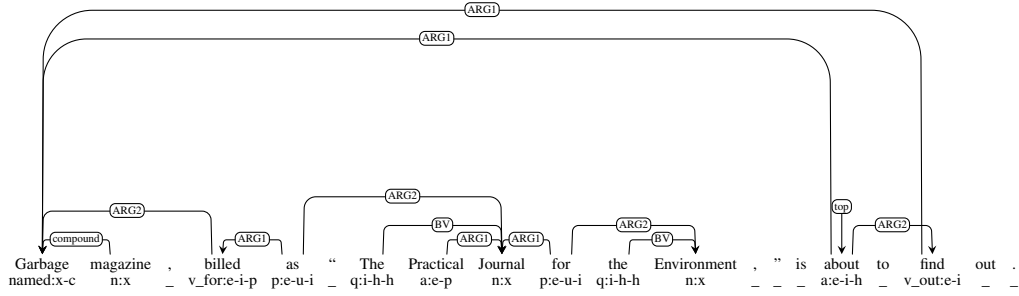 ARG1
ARG1
ARG2
ARG2
top
BV
ARG2
ARG2
compound
ARG1
ARG1
ARG1
BV
Garbage magazine , billed as “ The Practical Journal for the Environment , ” is about to find out .
named:x-c n:x _ v_for:e-i-p p:e-u-i _ q:i-h-h a:e-p n:x p:e-u-i q:i-h-h n:x _ _ _ a:e-i-h _ v_out:e-i _ _